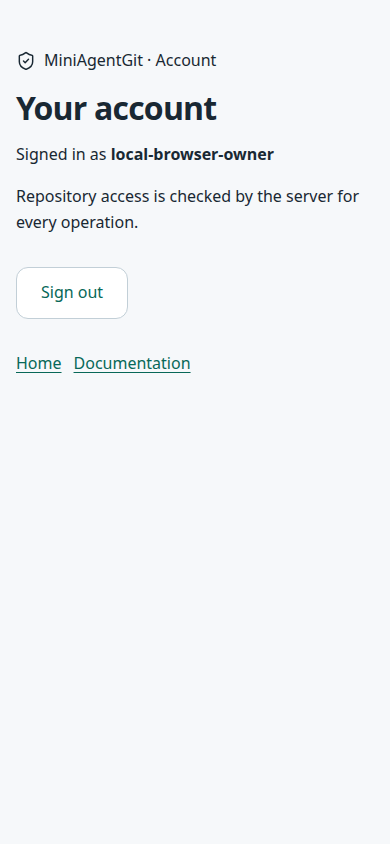 MiniAgentGit · Account
Your account
Signed in as local-browser-owner
Repository access is checked by the server for
every operation.
Sign out
Home Documentation